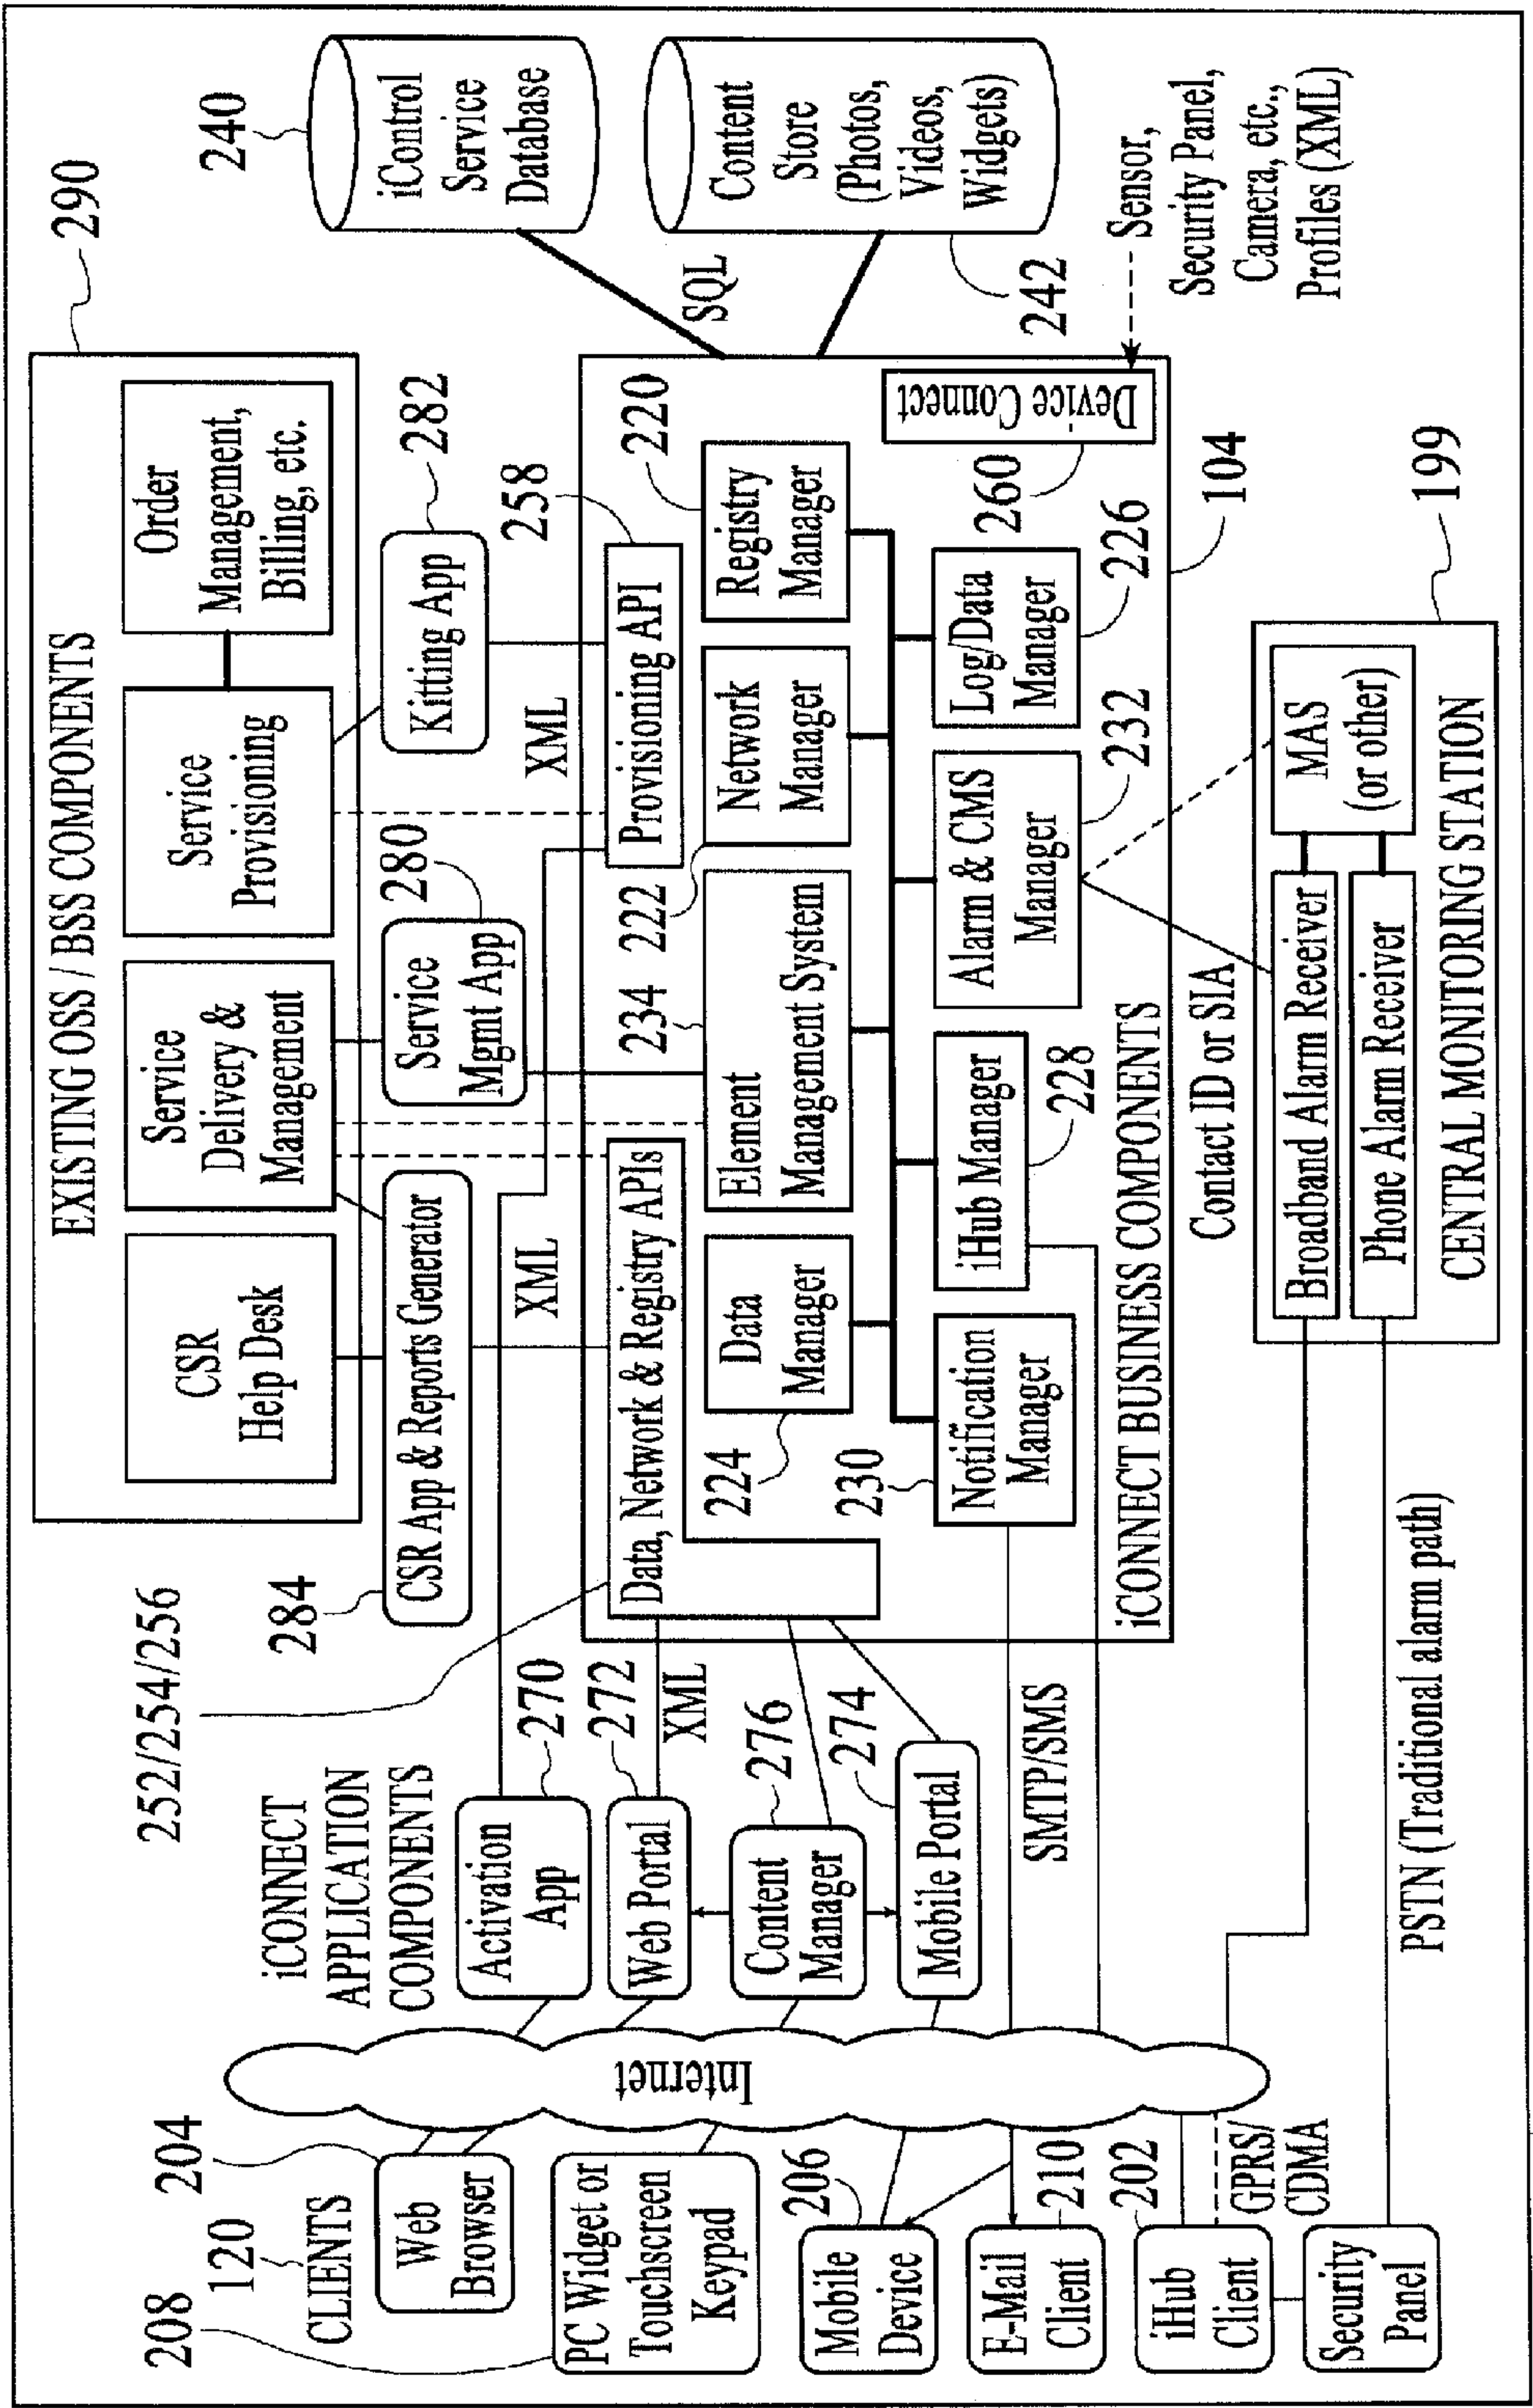 252/254/256
EXISTING OSS / BSS COMPONENTS
290
CSR
Help Desk
Service
Delivery &
Management
Service
Provisioning
Order
Management,
Billing, etc.
240
iControl
Service
Database
208
120
CLIENTS
204
Web
Browser
PC Widget or
Touchscreen
Keypad
206
Mobile
Device
210
E-Mail
Client
202
iHub
Client
GPRS/
CDMA
Security
Panel
Internet
iCONNECT
APPLICATION
COMPONENTS
270
Activation
App
272
Web Portal
XML
276
Content
Manager
274
Mobile Portal
SMTP/SMS
284
CSR App & Reports Generator
280
Service
Mgmt App
282
Kitting App
XML
XML
258
Data, Network & Registry APIs
Provisioning API
234
222
220
224
Data
Manager
Element
Management System
Network
Manager
Registry
Manager
230
Notification
Manager
iHub Manager
228
Alarm & CMS
Manager
232
Log/Data
Manager
226
260
Device Connect
iCONNECT BUSINESS COMPONENTS
104
SQL
Content
Store
(Photos,
Videos,
Widgets)
242
Sensor,
Security Panel,
Camera, etc.,
Profiles (XML)
Contact ID or SIA
199
Broadband Alarm Receiver
Phone Alarm Receiver
MAS
(or other)
CENTRAL MONITORING STATION
PSTN (Traditional alarm path)